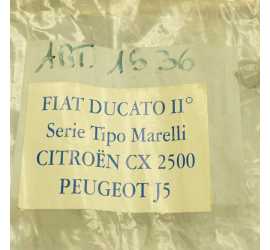 ART. 1536
FIAT DUCATO II°
Serie Tipo Marelli
CITROËN CX 2500
PEUGEOT J5